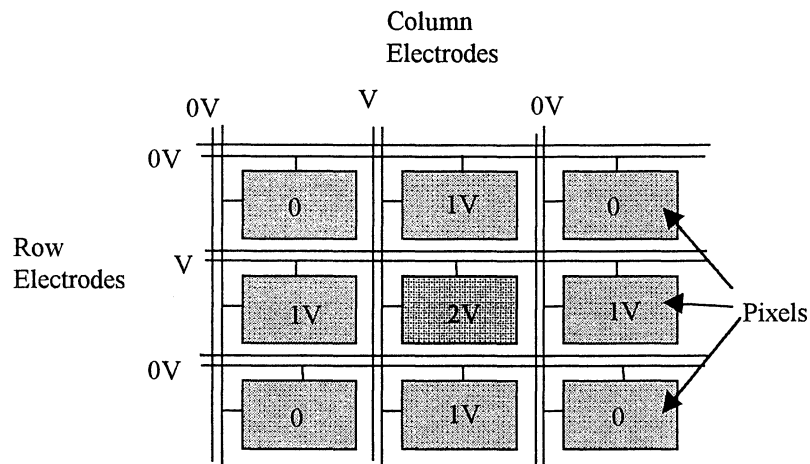 Column
Electrodes
0V V 0V
0V
0 1V 0
Row
Electrodes
V
1V 2V 1V
Pixels
0V
0 1V 0